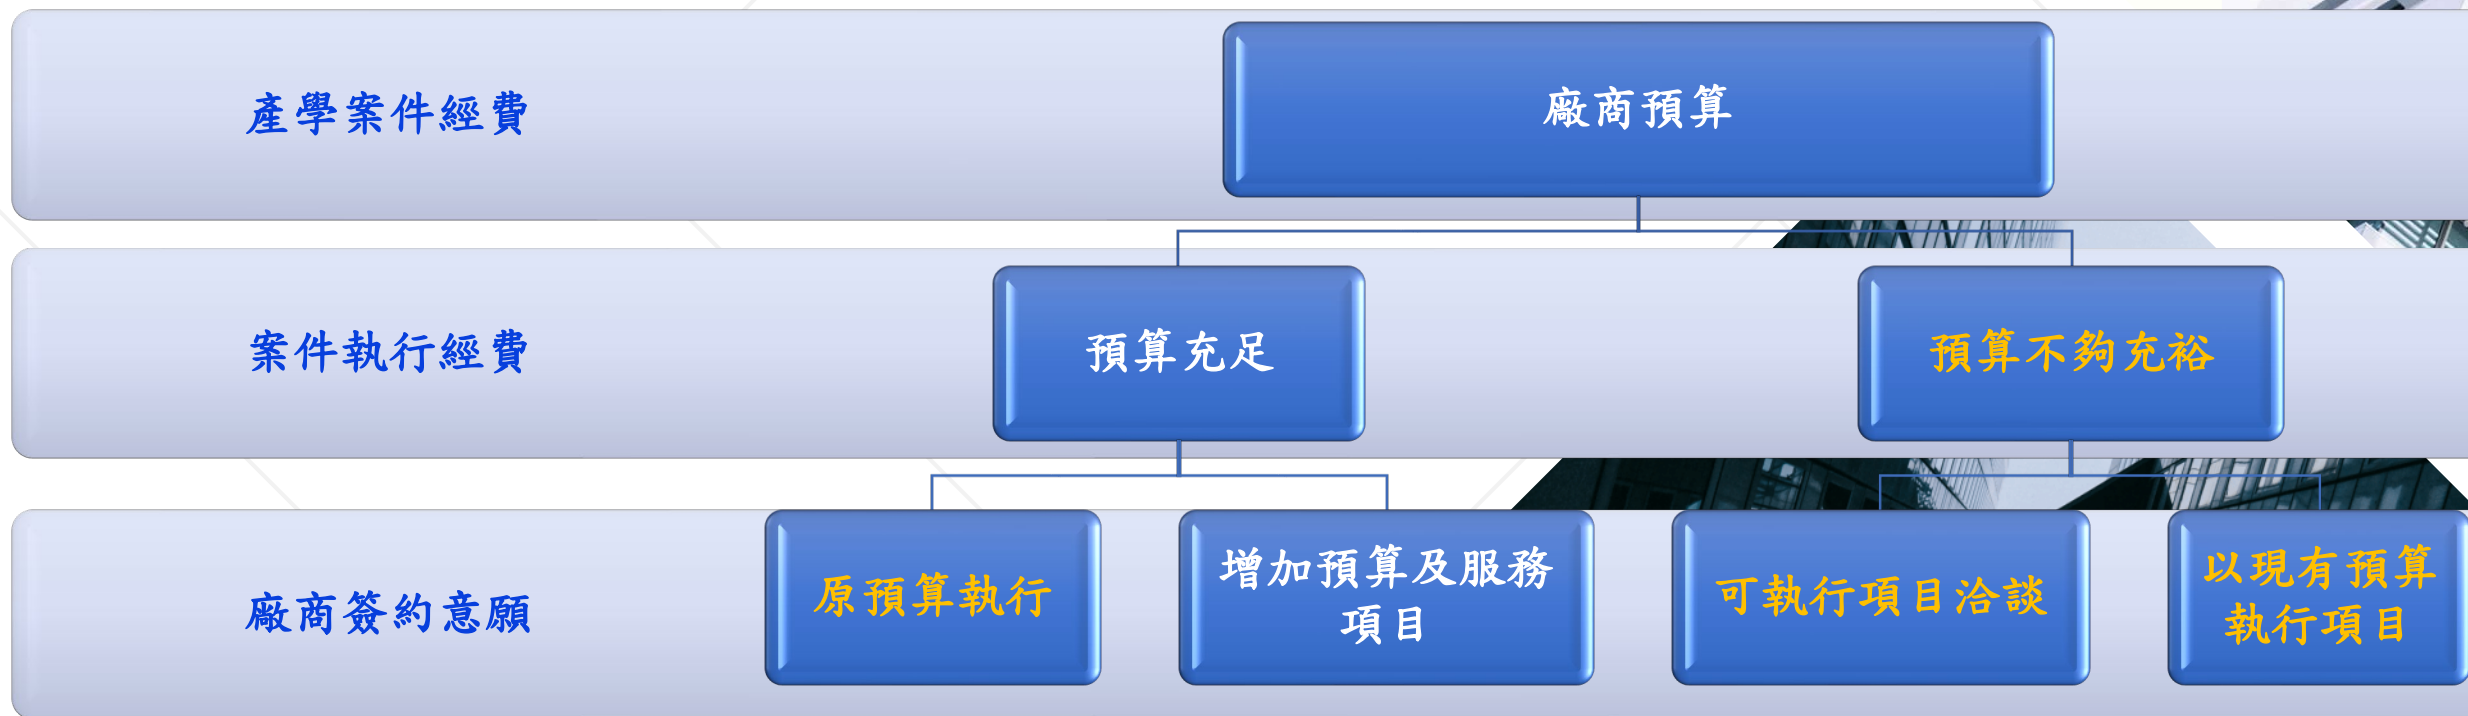 產學案件經費
廠商預算
案件執行經費
預算充足
預算不夠充裕
廠商簽約意願
原預算執行
增加預算及服務
項目
可執行項目洽談
以現有預算
執行項目